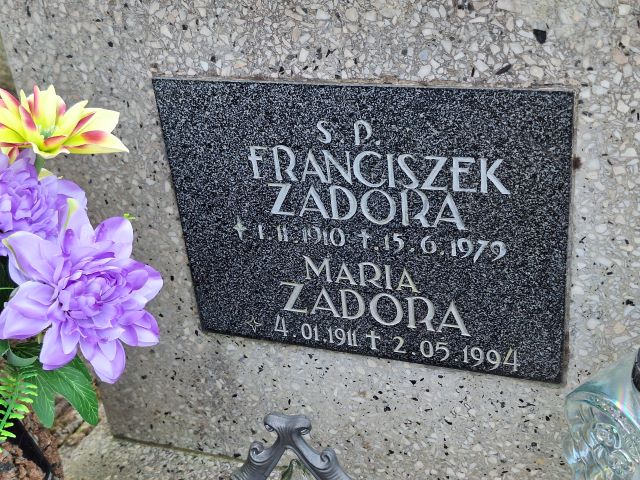 S. P.
FRANCISZEK
ZADORA
1.11.1910 † 15.6.1979
MARIA
ZADORA
4.01.1911 † 2.05.1994